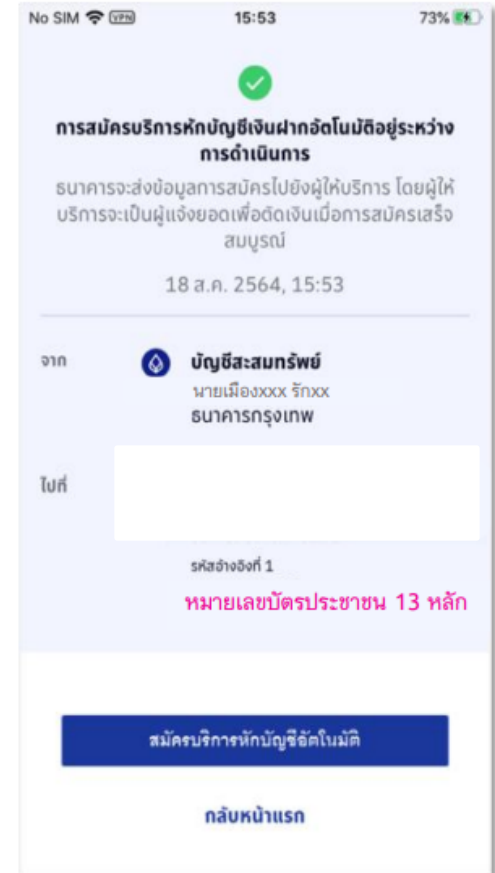 No SIM VPN 15:53 73%
การสมัครบริการหักบัญชีเงินฝากอัตโนมัติอยู่ระหว่าง
การดำเนินการ
ธนาคารจะส่งข้อมูลการสมัครไปยังผู้ให้บริการ โดยผู้ให้
บริการจะเป็นผู้แจ้งยอดเพื่อตัดเงินเมื่อการสมัครเสร็จ
สมบูรณ์
18 ส.ค. 2564, 15:53
จาก บัญชีสะสมทรัพย์
นายเมืองxxx รักxx
ธนาคารกรุงเทพ
ไปที่
รหัสอ้างอิงที่ 1
หมายเลขบัตรประชาชน 13 หลัก
สมัครบริการหักบัญชีอัตโนมัติ
กลับหน้าแรก